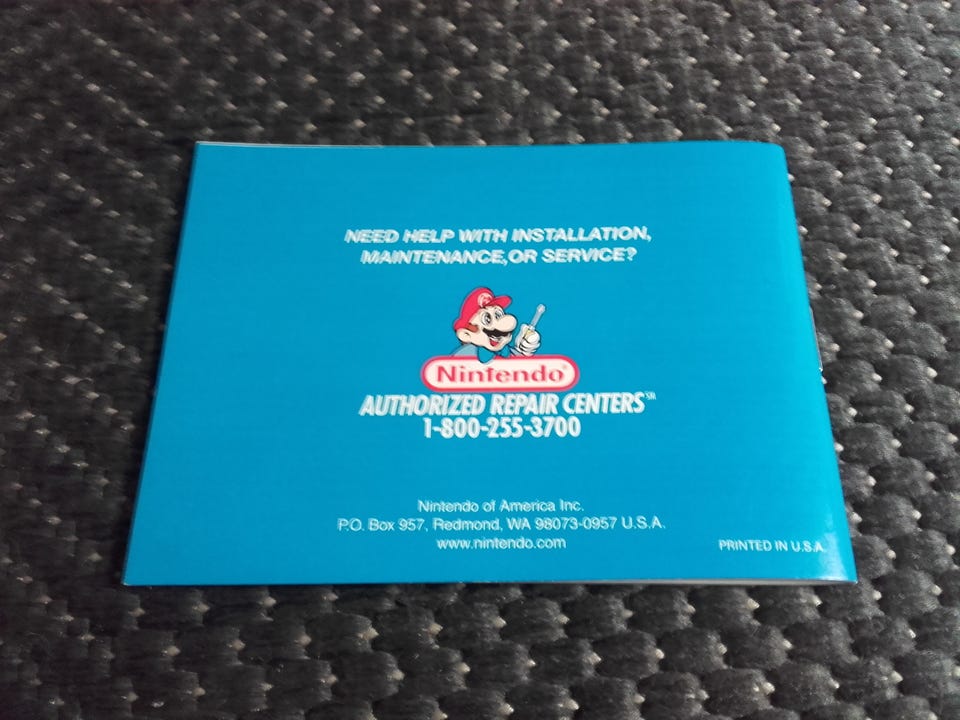 NEED HELP WITH INSTALLATION,
MAINTENANCE,OR SERVICE?
Nintendo®
AUTHORIZED REPAIR CENTERS℠
1-800-255-3700
Nintendo of America Inc.
P.O. Box 957, Redmond, WA 98073-0957 U.S.A.
www.nintendo.com
PRINTED IN U.S.A.